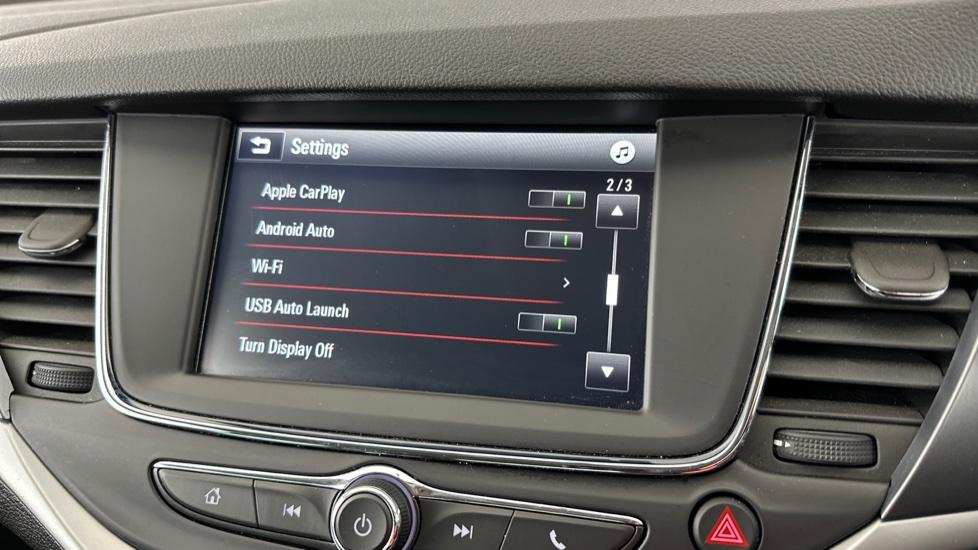 Settings
2/3
Apple CarPlay
Android Auto
Wi-Fi
USB Auto Launch
Turn Display Off